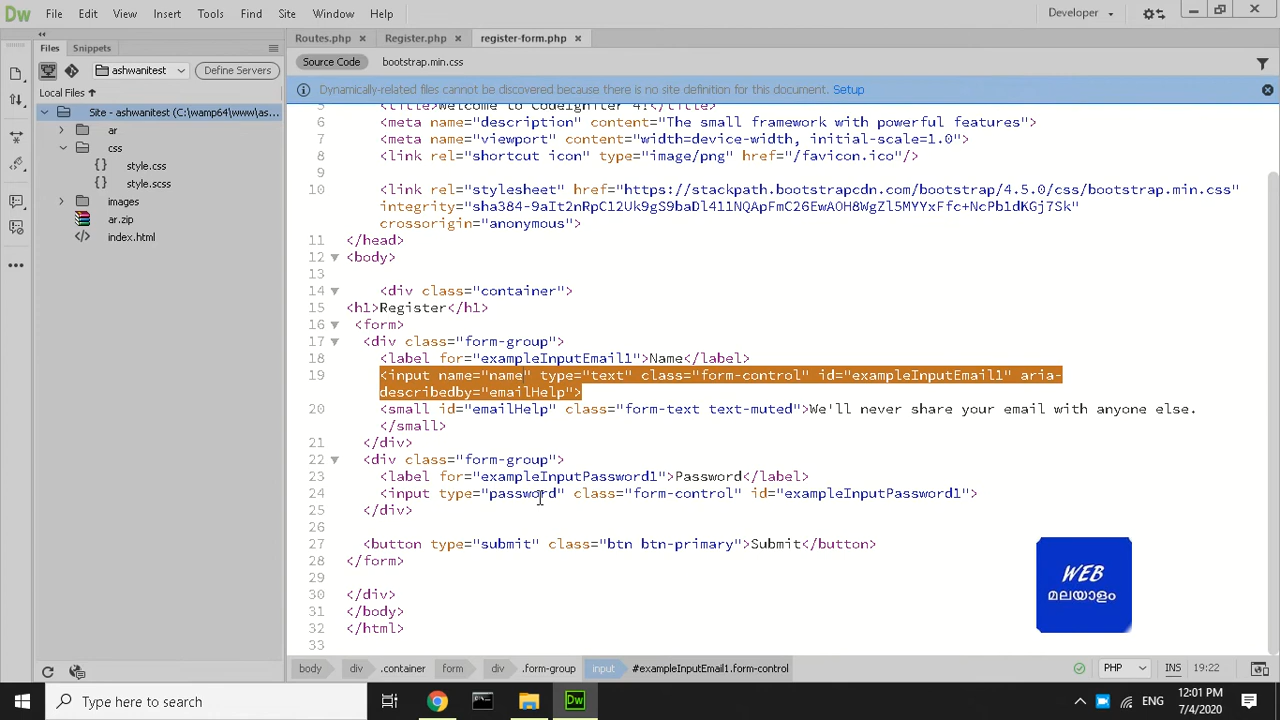 Dw File Edit View Insert Tools Find Site Window Help Developer
Files Snippets Routes.php Register.php register-form.php
ashwanitest Define Servers Source Code bootstrap.min.css
Local Files Dynamically-related files cannot be discovered because there is no site definition for this document. Setup
Site - ashwanitest (C:\wamp64\www\as...
ar
css
style.css
style.scss
images
ar.zip
index.html
5 <title>Welcome to CodeIgniter 4!</title>
6 <meta name="description" content="The small framework with powerful features">
7 <meta name="viewport" content="width=device-width, initial-scale=1.0">
8 <link rel="shortcut icon" type="image/png" href="/favicon.ico"/>
9
10 <link rel="stylesheet" href="https://stackpath.bootstrapcdn.com/bootstrap/4.5.0/css/bootstrap.min.css"
integrity="sha384-9aIt2nRpC12Uk9gS9baDl411NQApFmC26EwAOH8WgZl5MYYxFfc+NcPb1dKGj7Sk"
crossorigin="anonymous">
11 </head>
12 <body>
13
14 <div class="container">
15 <h1>Register</h1>
16 <form>
17 <div class="form-group">
18 <label for="exampleInputEmail1">Name</label>
19 <input name="name" type="text" class="form-control" id="exampleInputEmail1" aria-
describedby="emailHelp">
20 <small id="emailHelp" class="form-text text-muted">We'll never share your email with anyone else.
</small>
21 </div>
22 <div class="form-group">
23 <label for="exampleInputPassword1">Password</label>
24 <input type="password" class="form-control" id="exampleInputPassword1">
25 </div>
26
27 <button type="submit" class="btn btn-primary">Submit</button>
28 </form>
29
30 </div>
31 </body>
32 </html>
33
WEB
മലയാളം
body div .container form div .form-group input #exampleInputEmail1.form-control PHP INS 19:22
Type here to search Dw ENG 12:01 PM
7/4/2020